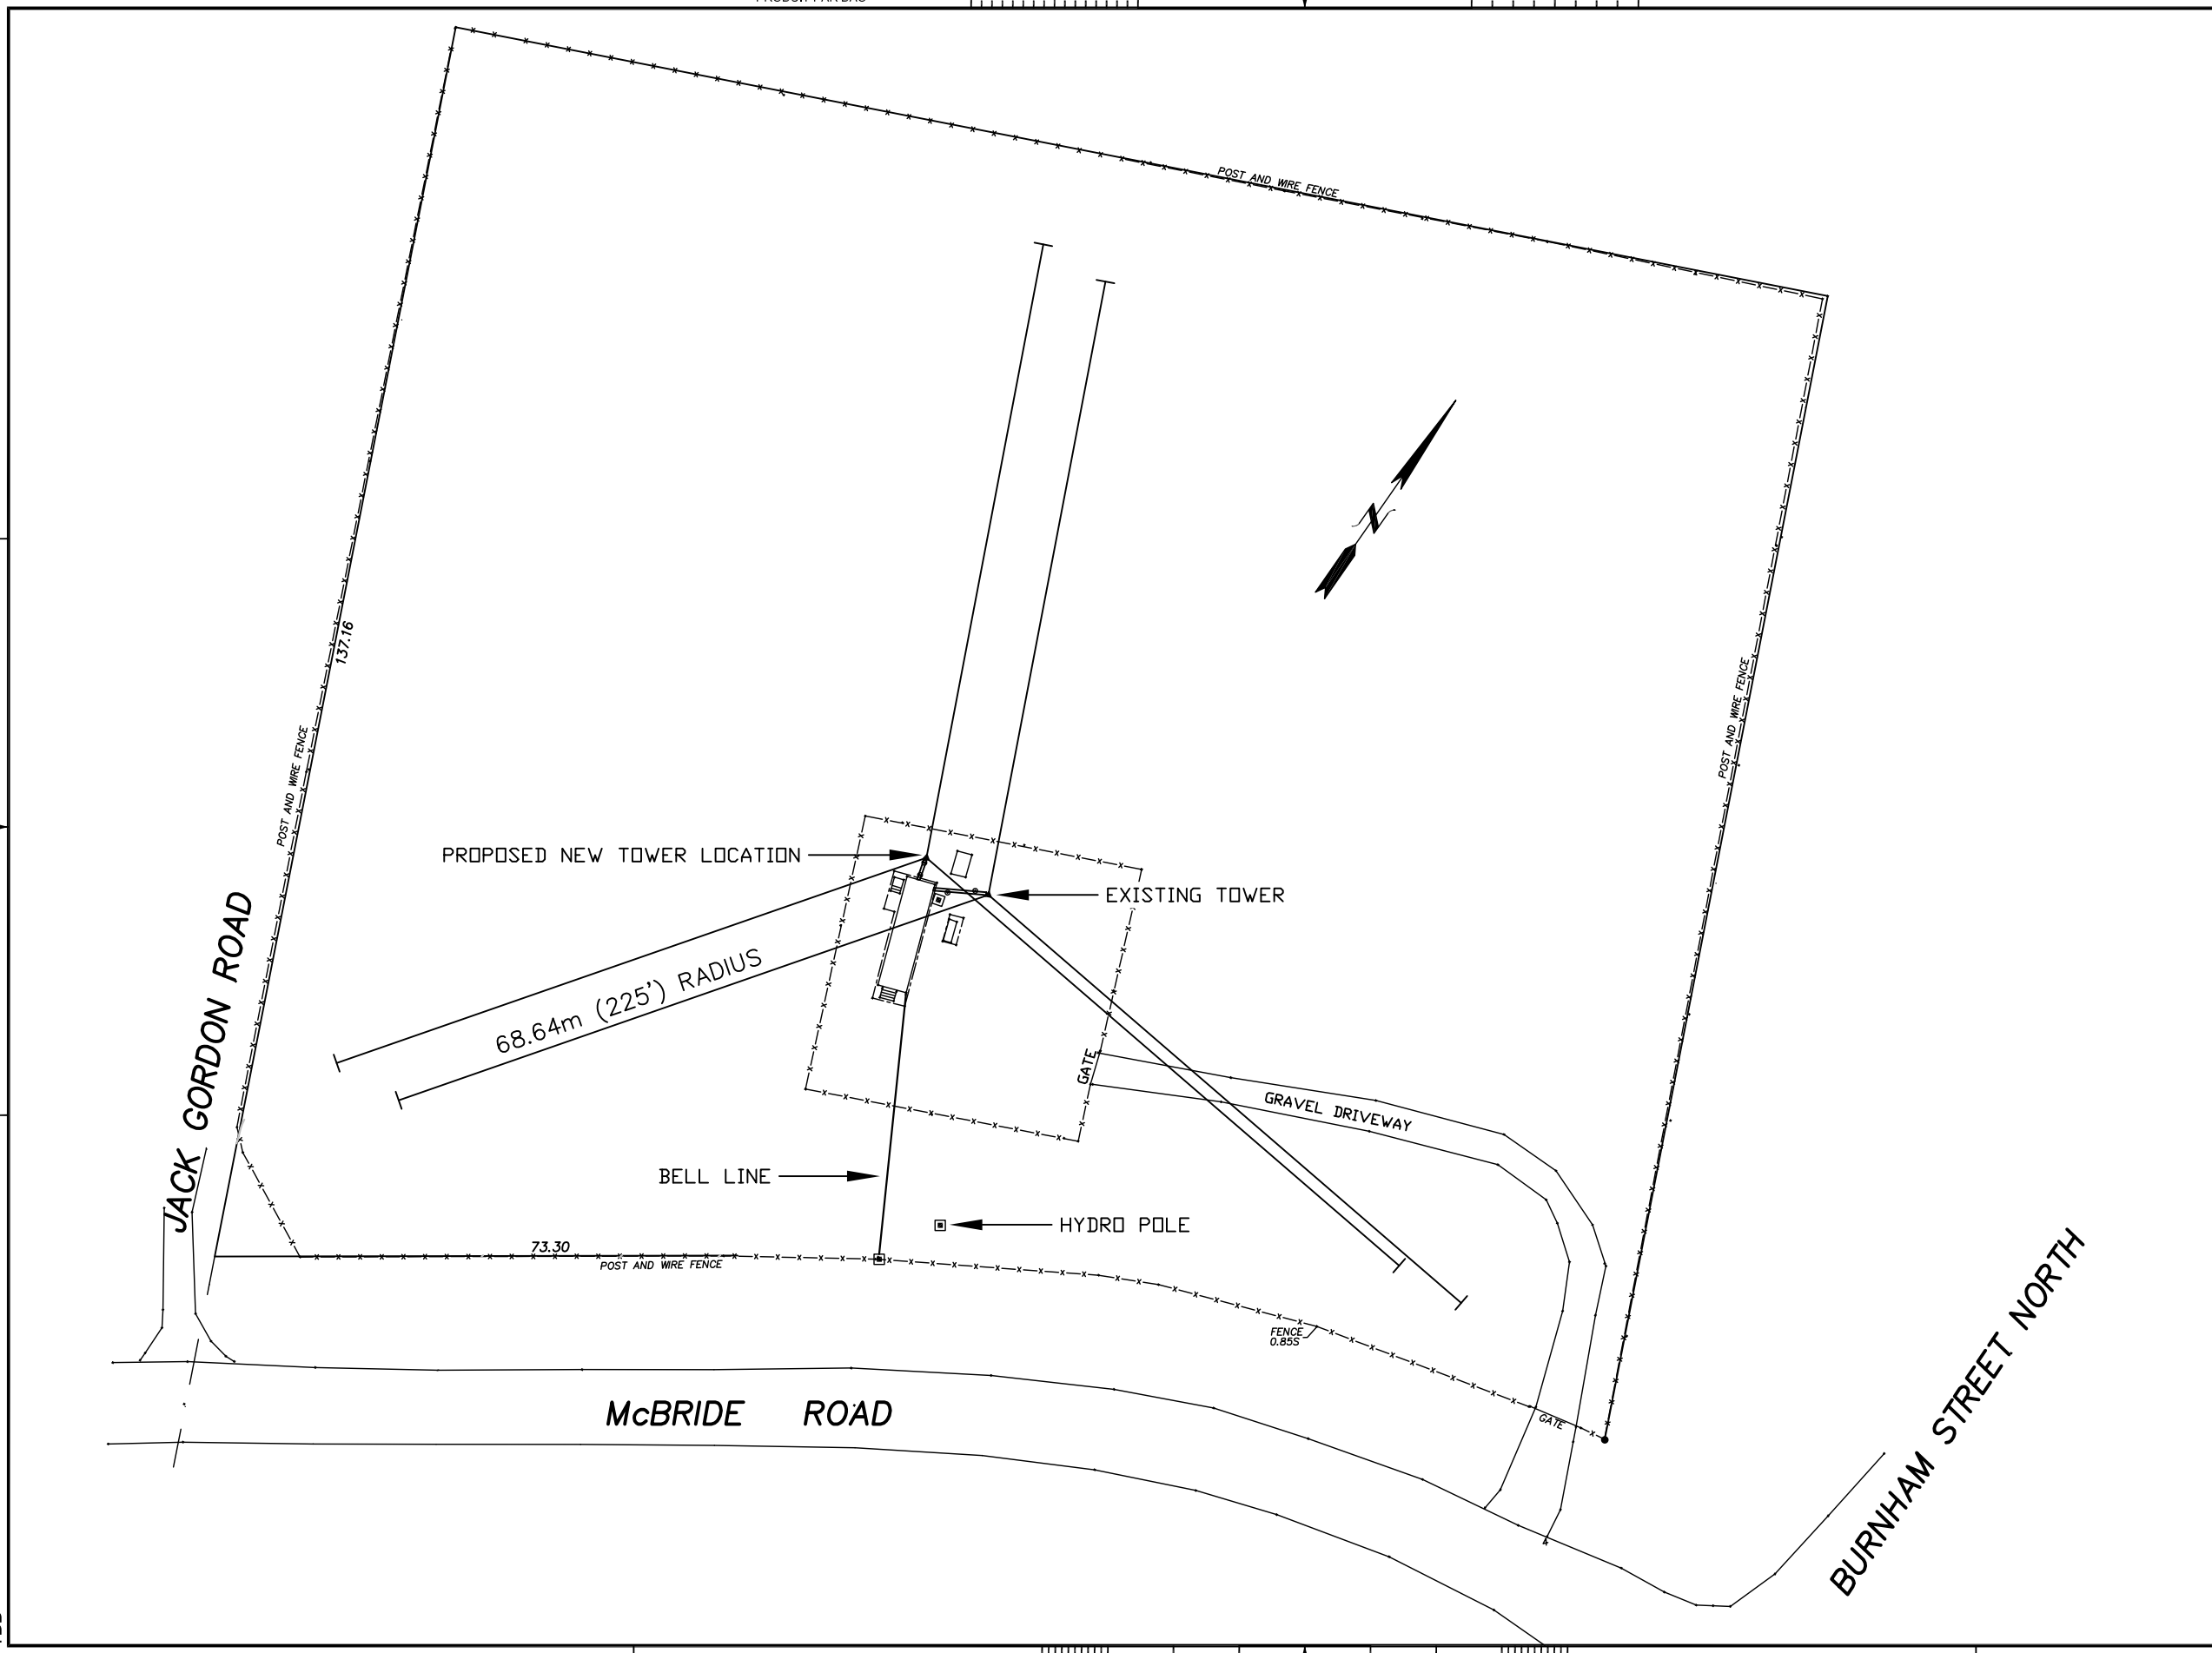 POST AND WIRE FENCE
N
137.16
POST AND WIRE FENCE
POST AND WIRE FENCE
PROPOSED NEW TOWER LOCATION
EXISTING TOWER
JACK GORDON ROAD
68.64m (225') RADIUS
GATE
GRAVEL DRIVEWAY
BELL LINE
HYDRO POLE
73.30
POST AND WIRE FENCE
FENCE
0.85S
GATE
McBRIDE ROAD
BURNHAM STREET NORTH